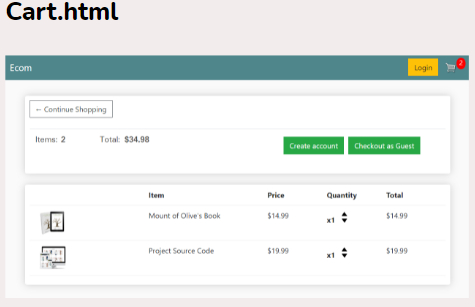 Cart.html
Ecom Login 2
← Continue Shopping
Items: 2 Total: $34.98 Create account Checkout as Guest
Item Price Quantity Total
Mount of Olive's Book $14.99 x1 $14.99
Project Source Code $19.99 x1 $19.99